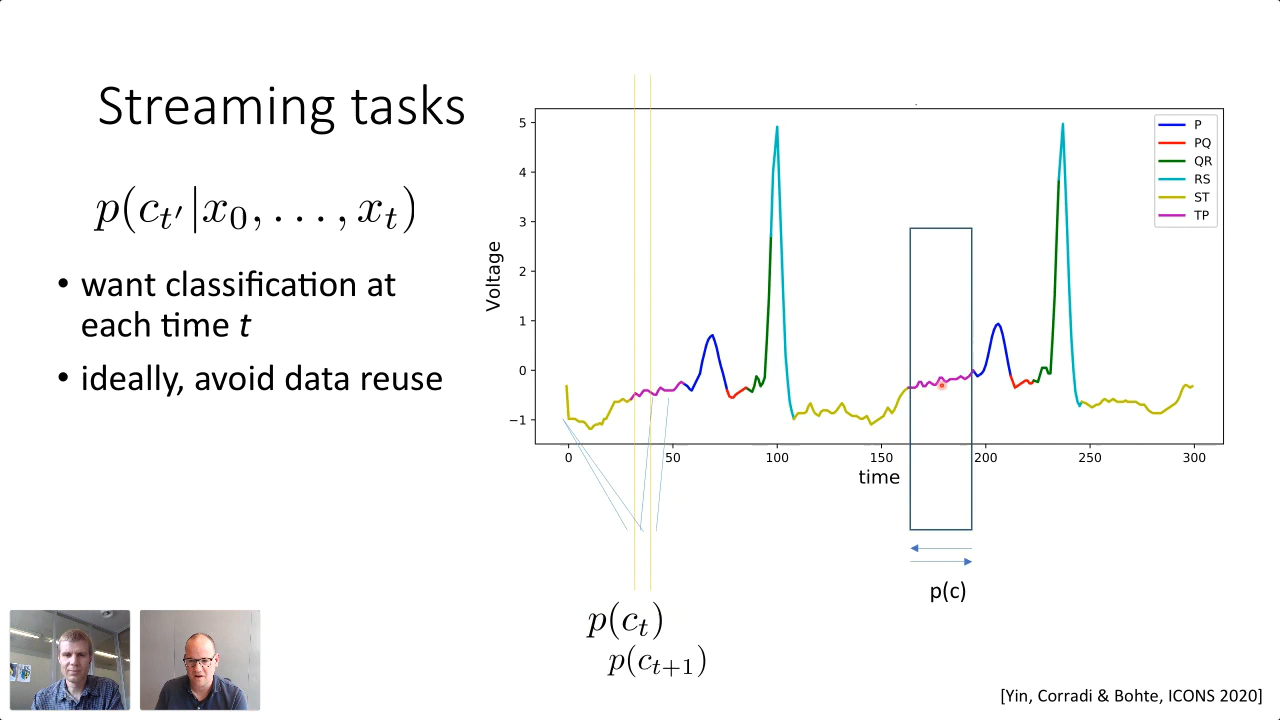 Streaming tasks
p(c_{t'}|x_0, . . . , x_t)
• want classification at
each time t
• ideally, avoid data reuse
Voltage
5
4
3
2
1
0
−1
P
PQ
QR
RS
ST
TP
0 50 100 150 200 250 300
time
p(c)
p(c_t)
p(c_{t+1})
[Yin, Corradi & Bohte, ICONS 2020]